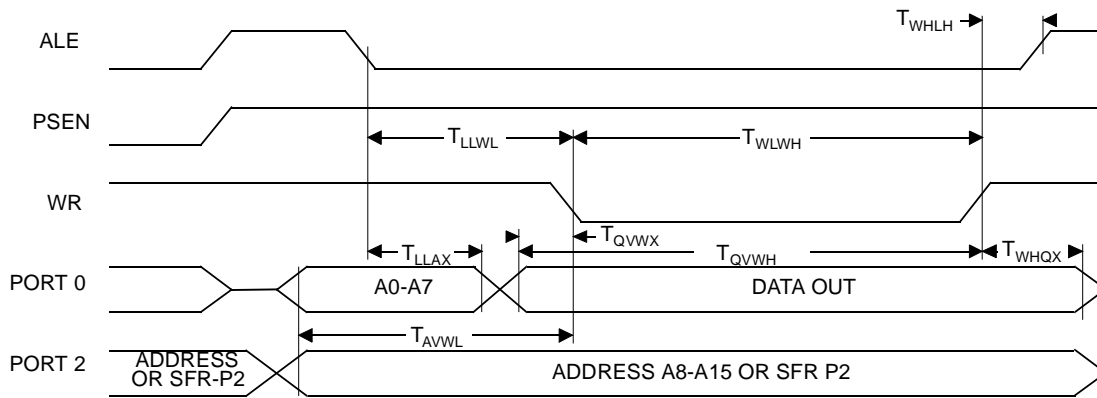 T_WHLH
ALE
PSEN
T_LLWL
T_WLWH
WR
T_QVWX
T_LLAX
T_QVWH
T_WHQX
PORT 0
A0-A7
DATA OUT
T_AVWL
PORT 2
ADDRESS
OR SFR-P2
ADDRESS A8-A15 OR SFR P2